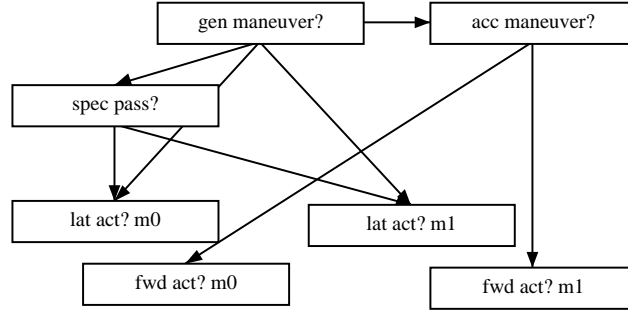 gen maneuver?
acc maneuver?
spec pass?
lat act? m0
lat act? m1
fwd act? m0
fwd act? m1